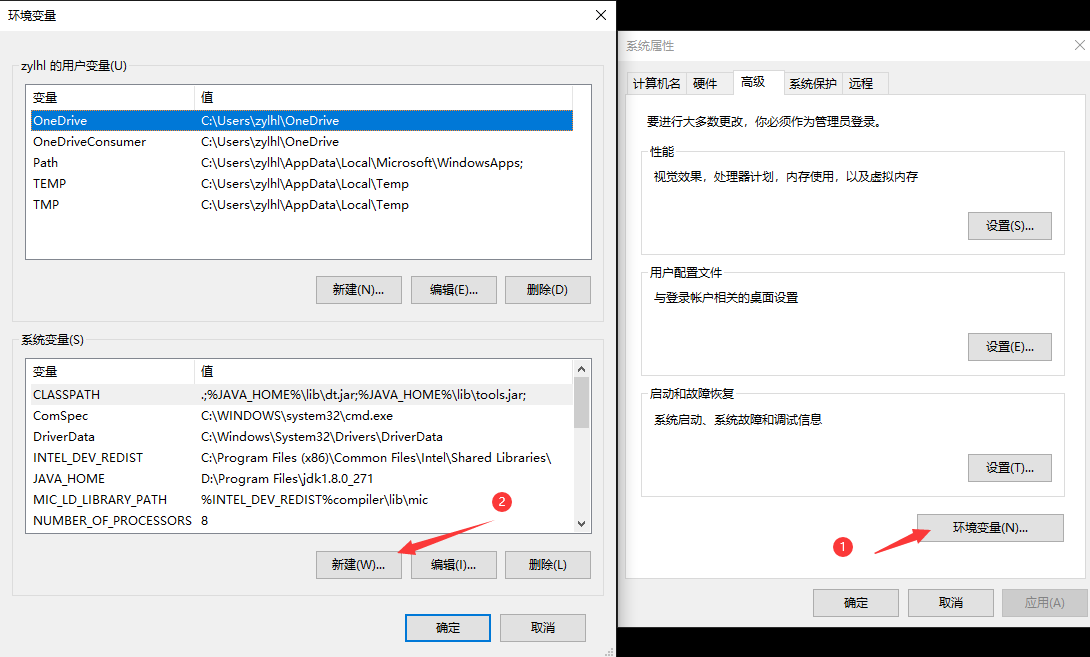 环境变量
zylhl 的用户变量(U)
变量 值
OneDrive C:\Users\zylhl\OneDrive
OneDriveConsumer C:\Users\zylhl\OneDrive
Path C:\Users\zylhl\AppData\Local\Microsoft\WindowsApps;
TEMP C:\Users\zylhl\AppData\Local\Temp
TMP C:\Users\zylhl\AppData\Local\Temp
新建(N)... 编辑(E)... 删除(D)
系统变量(S)
变量 值
CLASSPATH .;%JAVA_HOME%\lib\dt.jar;%JAVA_HOME%\lib\tools.jar;
ComSpec C:\WINDOWS\system32\cmd.exe
DriverData C:\Windows\System32\Drivers\DriverData
INTEL_DEV_REDIST C:\Program Files (x86)\Common Files\Intel\Shared Libraries\
JAVA_HOME D:\Program Files\jdk1.8.0_271
MIC_LD_LIBRARY_PATH %INTEL_DEV_REDIST%compiler\lib\mic
NUMBER_OF_PROCESSORS 8
2
新建(W)... 编辑(I)... 删除(L)
确定 取消
系统属性
计算机名 硬件 高级 系统保护 远程
要进行大多数更改，你必须作为管理员登录。
性能
视觉效果，处理器计划，内存使用，以及虚拟内存
设置(S)...
用户配置文件
与登录帐户相关的桌面设置
设置(E)...
启动和故障恢复
系统启动、系统故障和调试信息
设置(T)...
环境变量(N)...
1
确定 取消 应用(A)